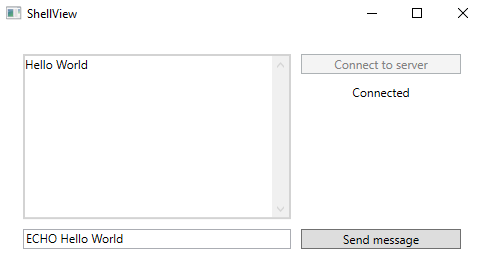 ShellView
Hello World
Connect to server
Connected
ECHO Hello World
Send message